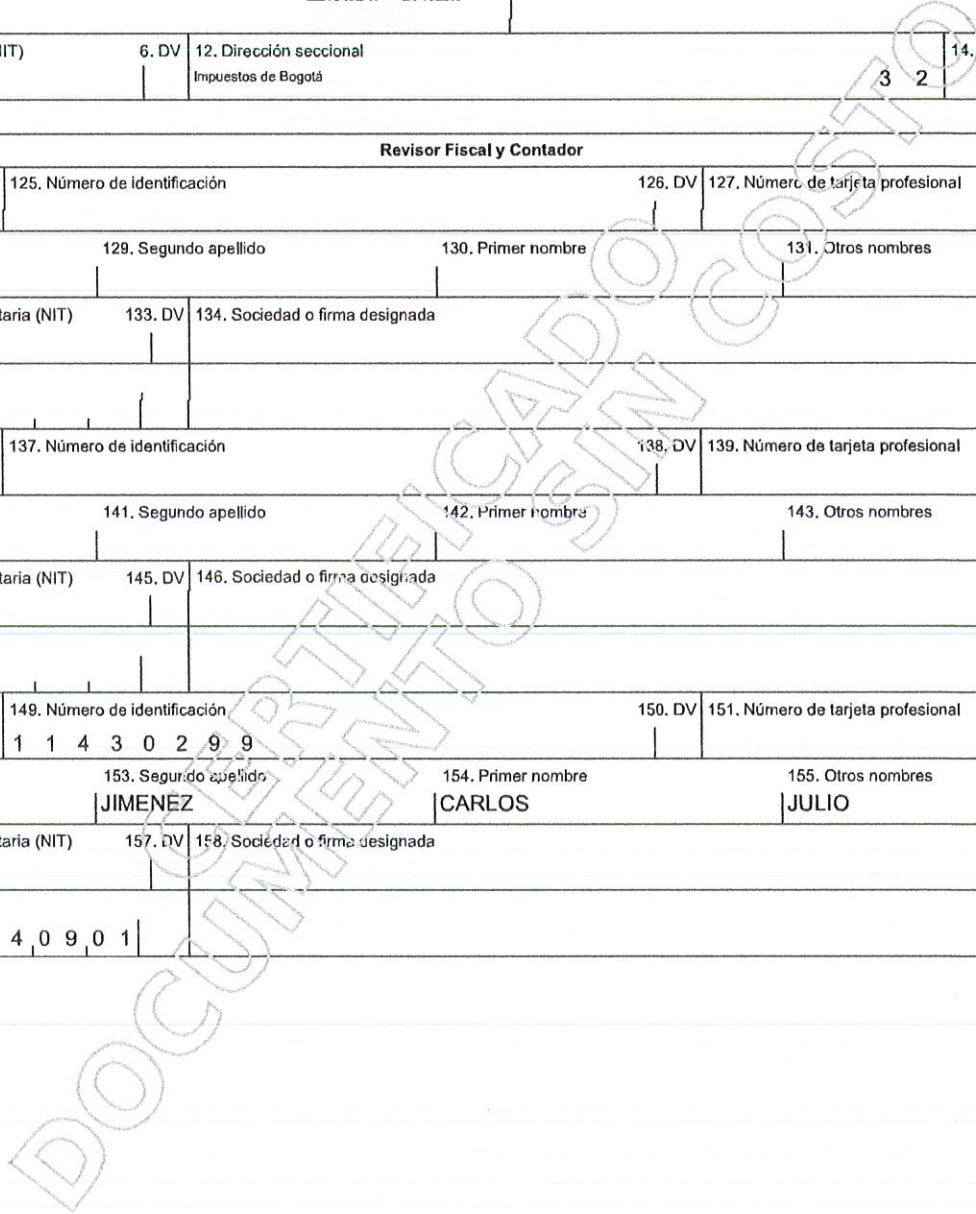 IIT) 6. DV 12. Dirección seccional 14.
Impuestos de Bogotá 3 2
Revisor Fiscal y Contador
125. Número de identificación 126. DV 127. Número de tarjeta profesional
129. Segundo apellido 130. Primer nombre 131. Otros nombres
taria (NIT) 133. DV 134. Sociedad o firma designada
137. Número de identificación 138. DV 139. Número de tarjeta profesional
141. Segundo apellido 142. Primer nombre 143. Otros nombres
taria (NIT) 145. DV 146. Sociedad o firma designada
149. Número de identificación 150. DV 151. Número de tarjeta profesional
1 1 4 3 0 2 9 9
153. Segundo apellido 154. Primer nombre 155. Otros nombres
JIMENEZ CARLOS JULIO
taria (NIT) 157. DV 158. Sociedad o firma designada
4 0 9 0 1
CERTIFICADO
DOCUMENTO SIN COSTO